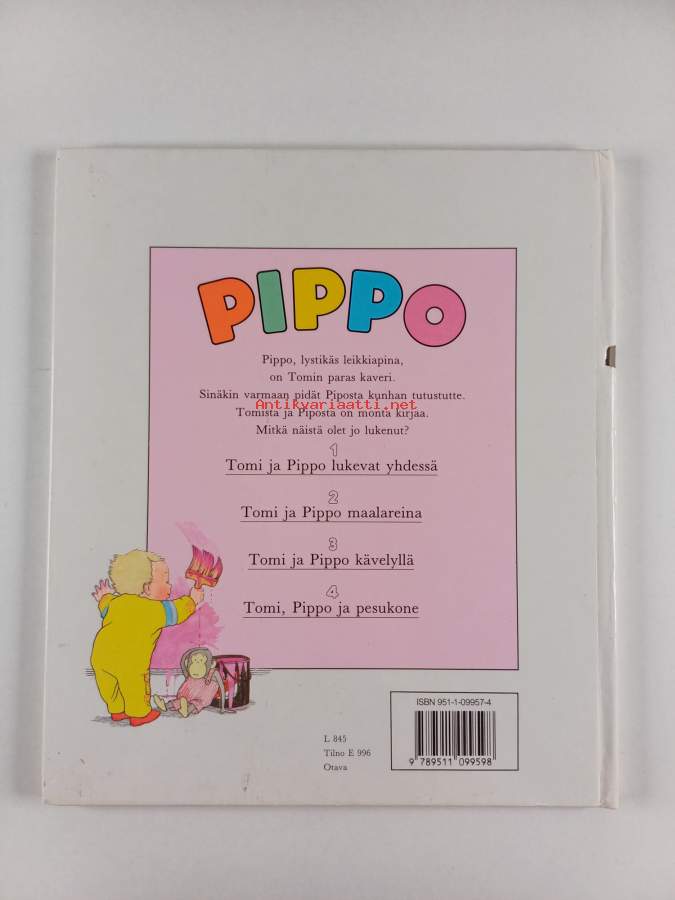 PIPPO
Pippo, lystikäs leikkiapina,
on Tomin paras kaveri.
Sinäkin varmaan pidät Piposta kunhan tutustutte.
Antikvariaatti.net
Tomista ja Piposta on monta kirjaa.
Mitkä näistä olet jo lukenut?
1
Tomi ja Pippo lukevat yhdessä
2
Tomi ja Pippo maalareina
3
Tomi ja Pippo kävelyllä
4
Tomi, Pippo ja pesukone
L 845
Tilno E 996
Otava
ISBN 951-1-09957-4
9 789511 099598